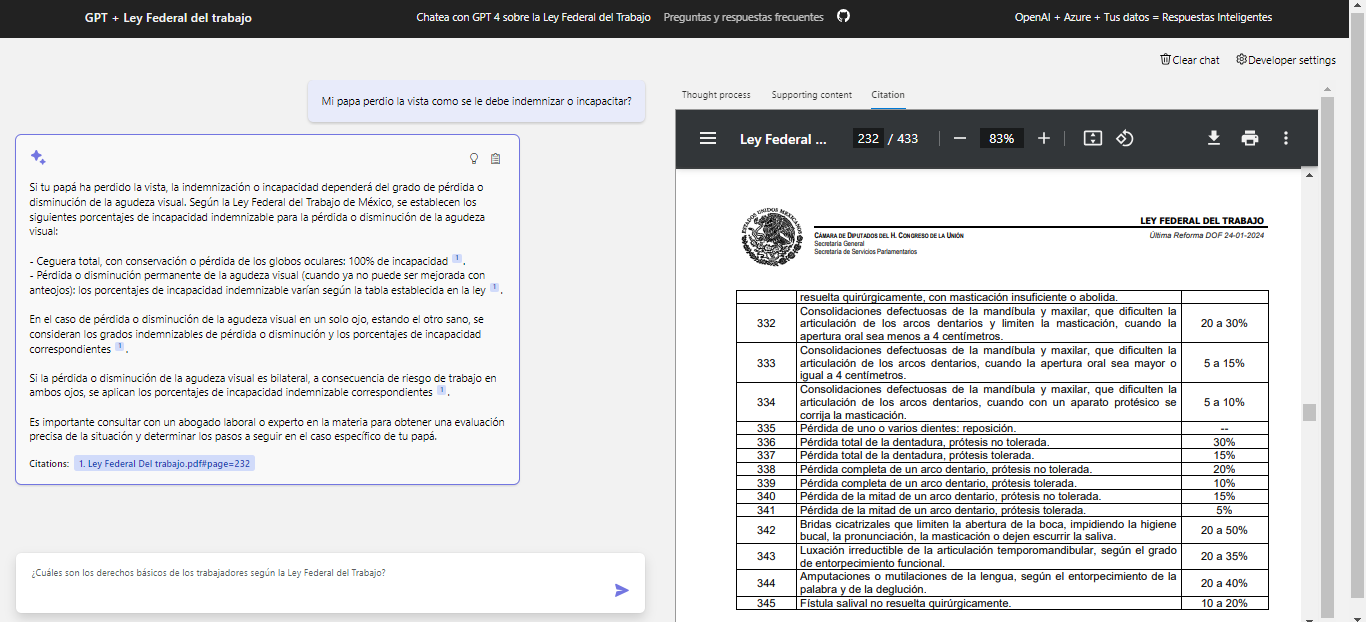 GPT + Ley Federal del trabajo
Chatea con GPT 4 sobre la Ley Federal del Trabajo
Preguntas y respuestas frecuentes
OpenAI + Azure + Tus datos = Respuestas Inteligentes
Clear chat
Developer settings
Mi papa perdio la vista como se le debe indemnizar o incapacitar?
Si tu papá ha perdido la vista, la indemnización o incapacidad dependerá del grado de pérdida o
disminución de la agudeza visual. Según la Ley Federal del Trabajo de México, se establecen los
siguientes porcentajes de incapacidad indemnizable para la pérdida o disminución de la agudeza
visual:
- Ceguera total, con conservación o pérdida de los globos oculares: 100% de incapacidad 1.
- Pérdida o disminución permanente de la agudeza visual (cuando ya no puede ser mejorada con
anteojos): los porcentajes de incapacidad indemnizable varían según la tabla establecida en la ley 1.
En el caso de pérdida o disminución de la agudeza visual en un solo ojo, estando el otro sano, se
consideran los grados indemnizables de pérdida o disminución y los porcentajes de incapacidad
correspondientes 1.
Si la pérdida o disminución de la agudeza visual es bilateral, a consecuencia de riesgo de trabajo en
ambos ojos, se aplican los porcentajes de incapacidad indemnizable correspondientes 1.
Es importante consultar con un abogado laboral o experto en la materia para obtener una evaluación
precisa de la situación y determinar los pasos a seguir en el caso específico de tu papá.
Citations: 1. Ley Federal Del trabajo.pdf#page=232
¿Cuáles son los derechos básicos de los trabajadores según la Ley Federal del Trabajo?
Thought process
Supporting content
Citation
Ley Federal ...
232 / 433
83%
ESTADOS UNIDOS MEXICANOS
LEY FEDERAL DEL TRABAJO
CÁMARA DE DIPUTADOS DEL H. CONGRESO DE LA UNIÓN
Última Reforma DOF 24-01-2024
Secretaría General
Secretaría de Servicios Parlamentarios
resuelta quirúrgicamente, con masticación insuficiente o abolida.
332 Consolidaciones defectuosas de la mandíbula y maxilar, que dificulten la
articulación de los arcos dentarios y limiten la masticación, cuando la 20 a 30%
apertura oral sea menos a 4 centímetros.
333 Consolidaciones defectuosas de la mandíbula y maxilar, que dificulten la
articulación de los arcos dentarios, cuando la apertura oral sea mayor o 5 a 15%
igual a 4 centímetros.
334 Consolidaciones defectuosas de la mandíbula y maxilar, que dificulten la
articulación de los arcos dentarios, cuando con un aparato protésico se 5 a 10%
corrija la masticación.
335 Pérdida de uno o varios dientes: reposición. --
336 Pérdida total de la dentadura, prótesis no tolerada. 30%
337 Pérdida total de la dentadura, prótesis tolerada. 15%
338 Pérdida completa de un arco dentario, prótesis no tolerada. 20%
339 Pérdida completa de un arco dentario, prótesis tolerada. 10%
340 Pérdida de la mitad de un arco dentario, prótesis no tolerada. 15%
341 Pérdida de la mitad de un arco dentario, prótesis tolerada. 5%
342 Bridas cicatrizales que limiten la abertura de la boca, impidiendo la higiene
bucal, la pronunciación, la masticación o dejen escurrir la saliva. 20 a 50%
343 Luxación irreductible de la articulación temporomandibular, según el grado
de entorpecimiento funcional. 20 a 35%
344 Amputaciones o mutilaciones de la lengua, según el entorpecimiento de la
palabra y de la deglución. 20 a 40%
345 Fístula salival no resuelta quirúrgicamente. 10 a 20%